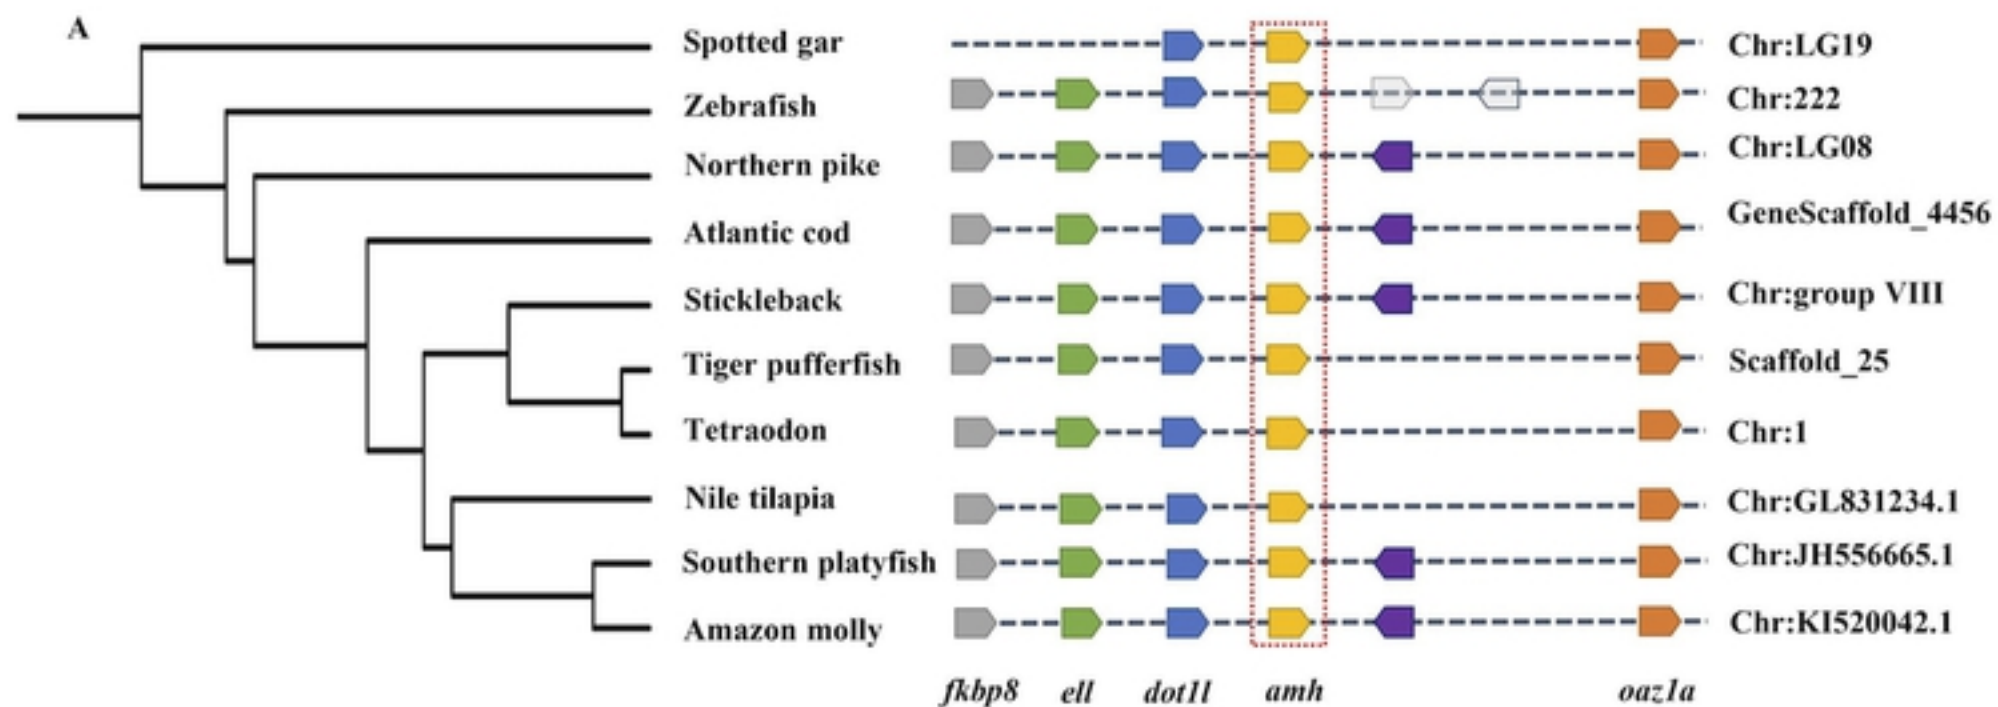 A
Spotted gar Chr:LG19
Zebrafish Chr:222
Northern pike Chr:LG08
Atlantic cod GeneScaffold_4456
Stickleback Chr:group VIII
Tiger pufferfish Scaffold_25
Tetraodon Chr:1
Nile tilapia Chr:GL831234.1
Southern platyfish Chr:JH556665.1
Amazon molly Chr:KI520042.1
fkbp8 ell dot1l amh oaz1a